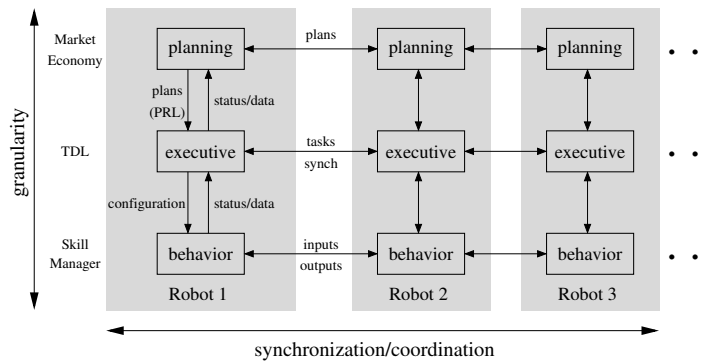 Market
Economy
planning
plans
planning
planning
plans
(PRL)
status/data
granularity
TDL
executive
tasks
synch
executive
executive
configuration
status/data
Skill
Manager
behavior
inputs
outputs
behavior
behavior
Robot 1
Robot 2
Robot 3
synchronization/coordination